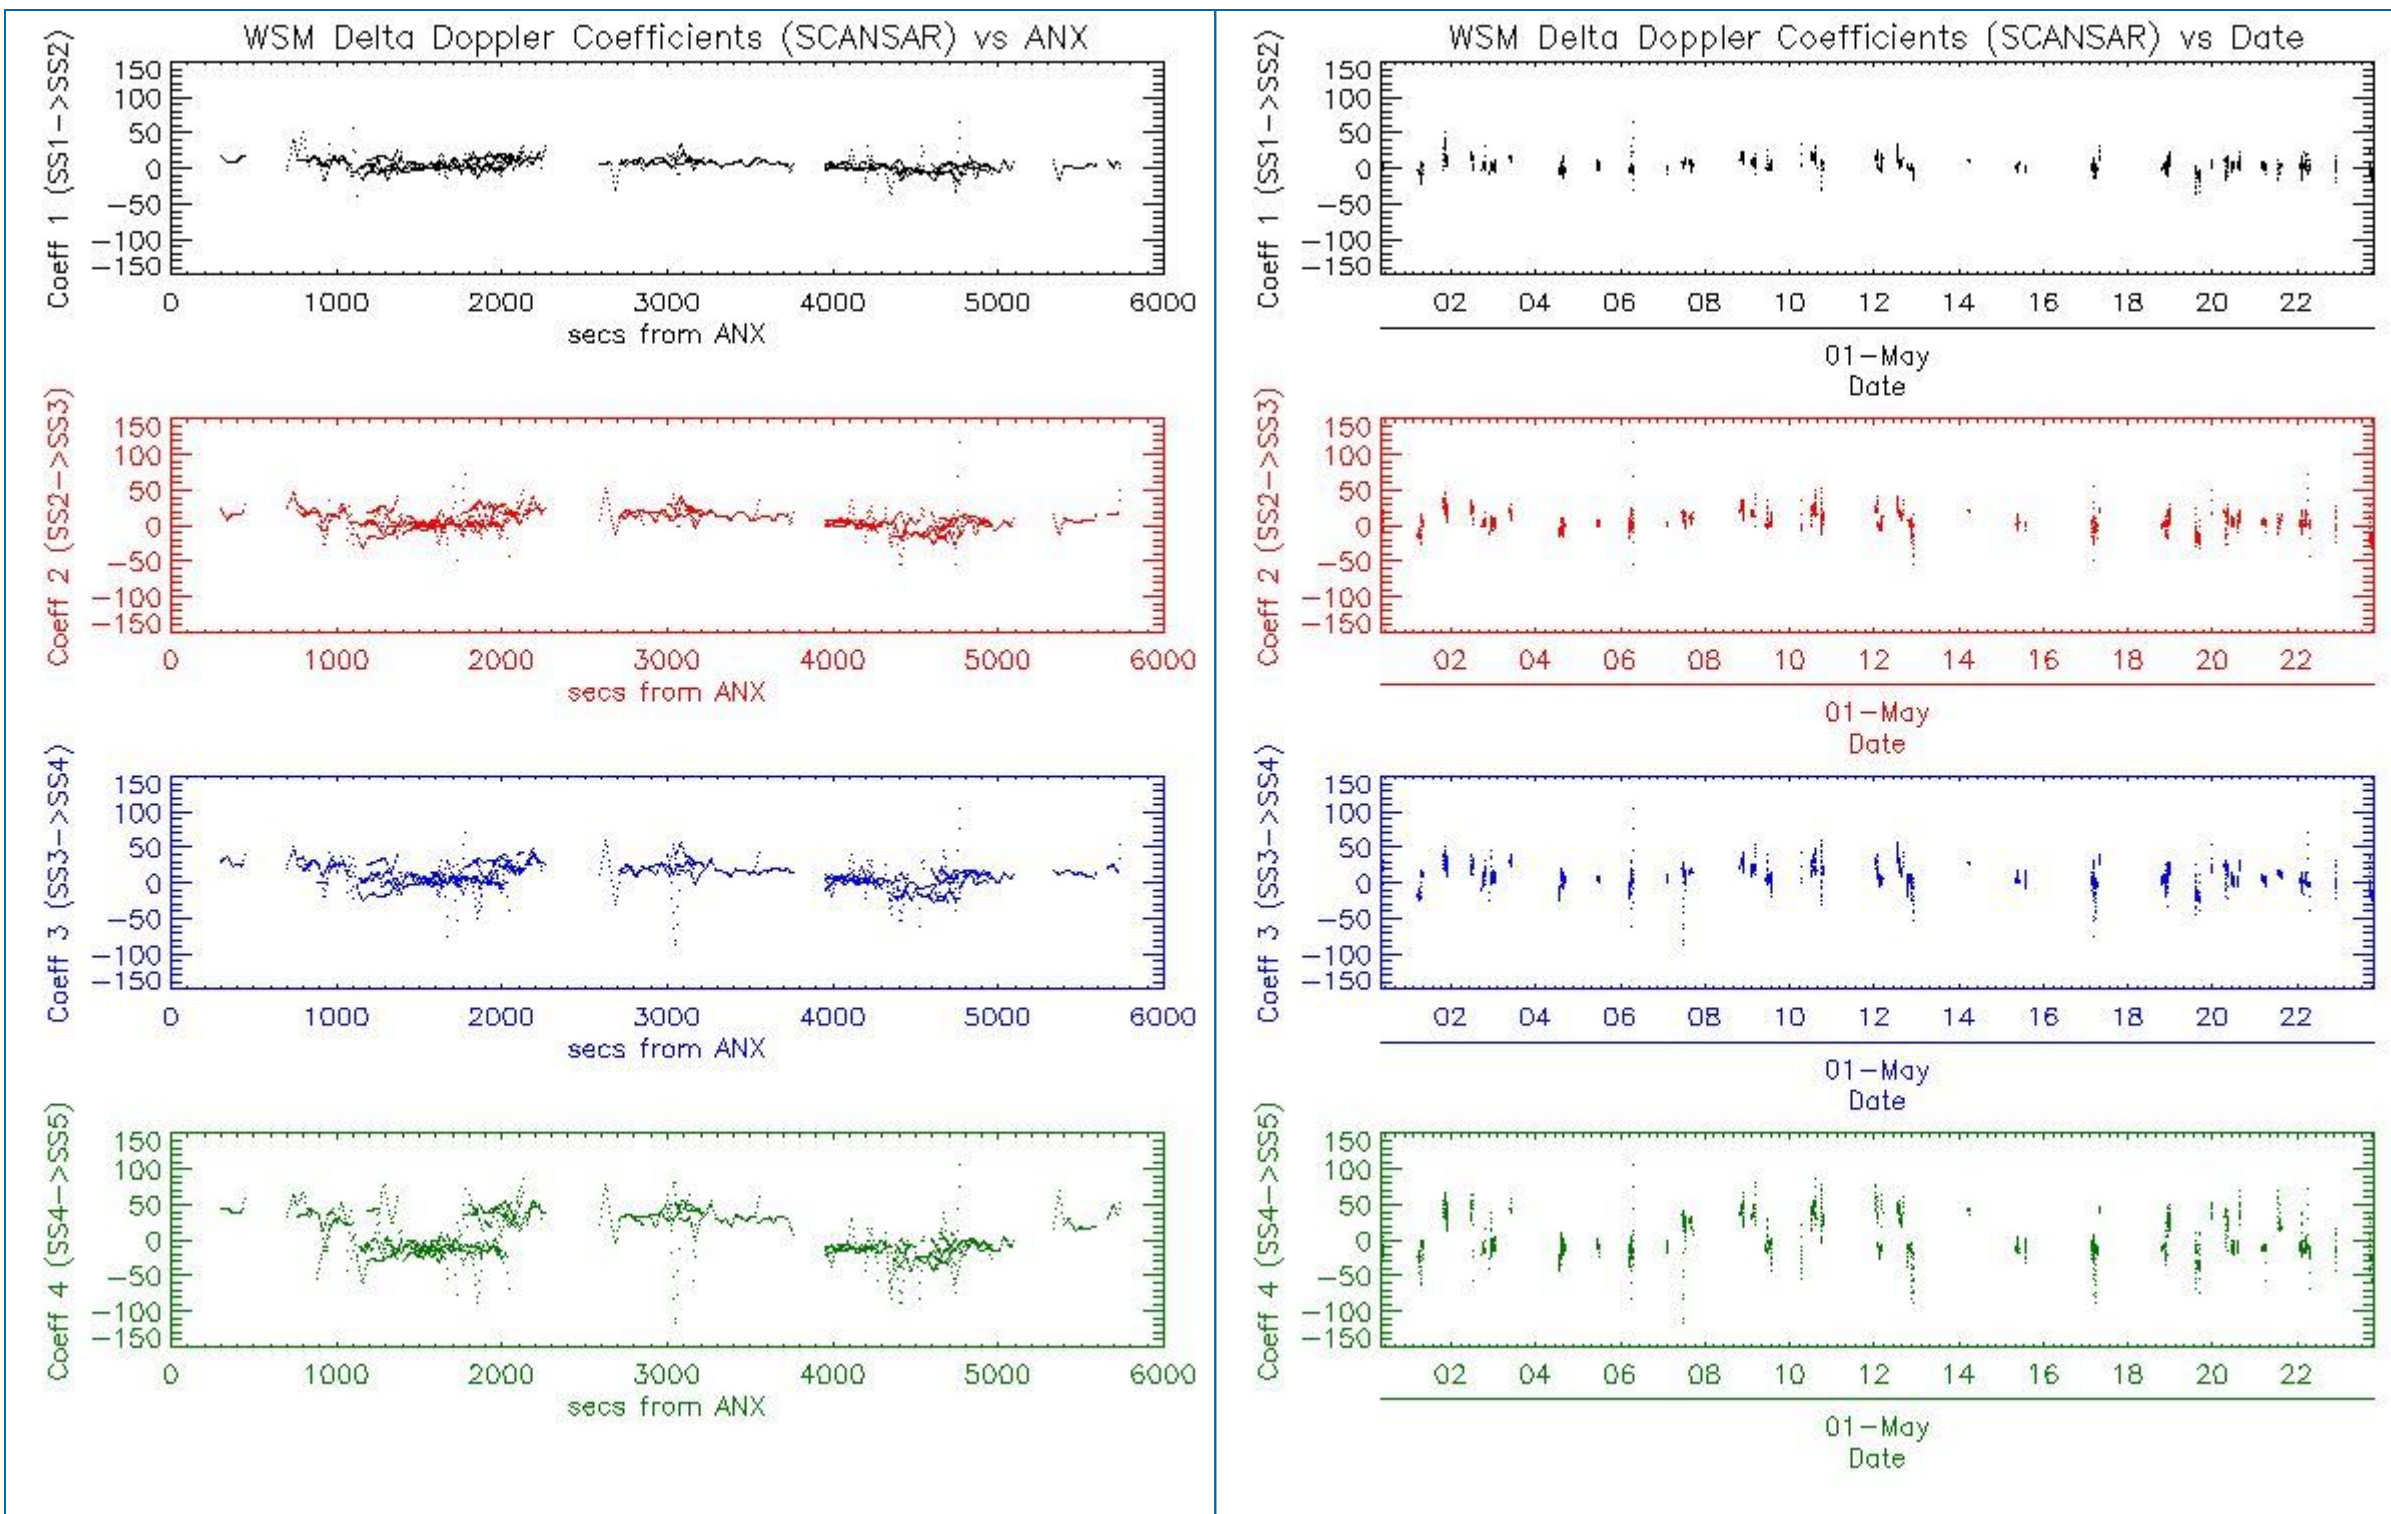 WSM Delta Doppler Coefficients (SCANSAR) vs ANX
Coeff 1 (SS1->SS2)
150
100
50
0
-50
-100
-150
0 1000 2000 3000 4000 5000 6000
secs from ANX
Coeff 2 (SS2->SS3)
150
100
50
0
-50
-100
-150
0 1000 2000 3000 4000 5000 6000
secs from ANX
Coeff 3 (SS3->SS4)
150
100
50
0
-50
-100
-150
0 1000 2000 3000 4000 5000 6000
secs from ANX
Coeff 4 (SS4->SS5)
150
100
50
0
-50
-100
-150
0 1000 2000 3000 4000 5000 6000
secs from ANX
WSM Delta Doppler Coefficients (SCANSAR) vs Date
Coeff 1 (SS1->SS2)
150
100
50
0
-50
-100
-150
02 04 06 08 10 12 14 16 18 20 22
01-May
Date
Coeff 2 (SS2->SS3)
150
100
50
0
-50
-100
-150
02 04 06 08 10 12 14 16 18 20 22
01-May
Date
Coeff 3 (SS3->SS4)
150
100
50
0
-50
-100
-150
02 04 06 08 10 12 14 16 18 20 22
01-May
Date
Coeff 4 (SS4->SS5)
150
100
50
0
-50
-100
-150
02 04 06 08 10 12 14 16 18 20 22
01-May
Date